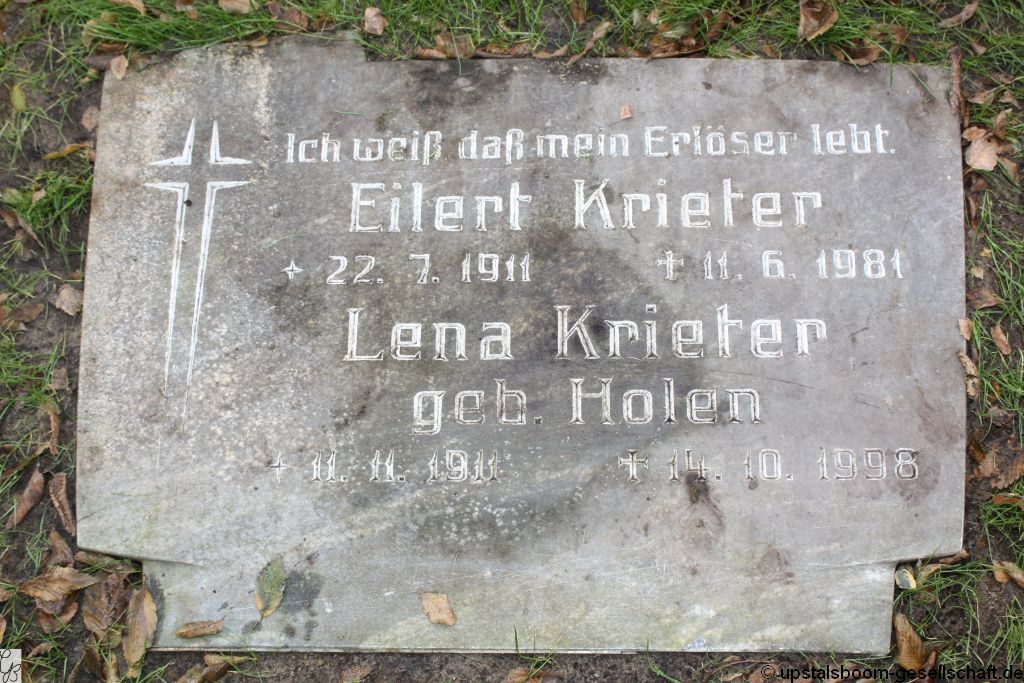 Ich weiß daß mein Erlöser lebt.
Eilert Krieter
22. 7. 1911 ✝ 11. 6. 1981
Lena Krieter
geb. Holen
11. 11. 1911 ✝ 14. 10. 1998
© upstalsboom-gesellschaft.de